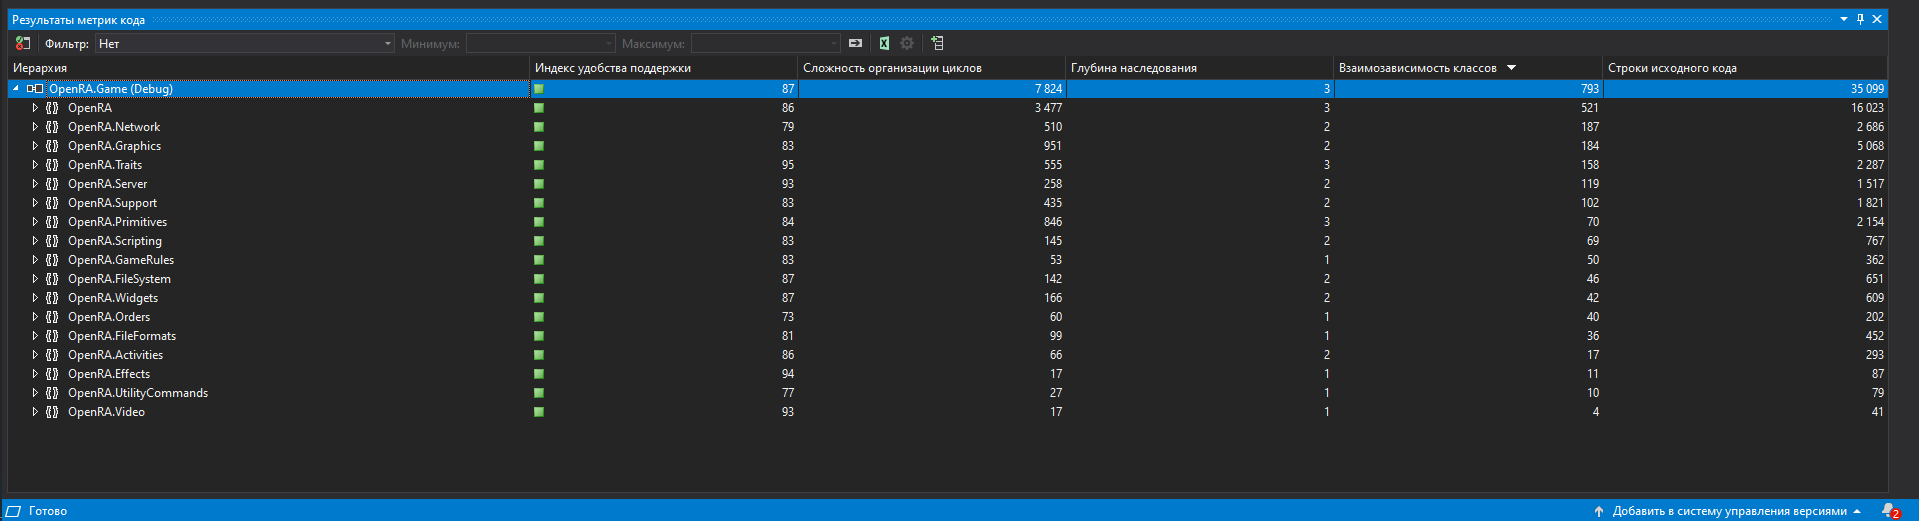 Результаты метрик кода
Фильтр: Нет Минимум: Максимум:
Иерархия Индекс удобства поддержки Сложность организации циклов Глубина наследования Взаимозависимость классов Строки исходного кода
OpenRA.Game (Debug) 87 7 824 3 793 35 099
OpenRA 86 3 477 3 521 16 023
OpenRA.Network 79 510 2 187 2 686
OpenRA.Graphics 83 951 2 184 5 068
OpenRA.Traits 95 555 3 158 2 287
OpenRA.Server 93 258 2 119 1 517
OpenRA.Support 83 435 2 102 1 821
OpenRA.Primitives 84 846 3 70 2 154
OpenRA.Scripting 83 145 2 69 767
OpenRA.GameRules 83 53 1 50 362
OpenRA.FileSystem 87 142 2 46 651
OpenRA.Widgets 87 166 2 42 609
OpenRA.Orders 73 60 1 40 202
OpenRA.FileFormats 81 99 1 36 452
OpenRA.Activities 86 66 2 17 293
OpenRA.Effects 94 17 1 11 87
OpenRA.UtilityCommands 77 27 1 10 79
OpenRA.Video 93 17 1 4 41
Готово Добавить в систему управления версиями 2